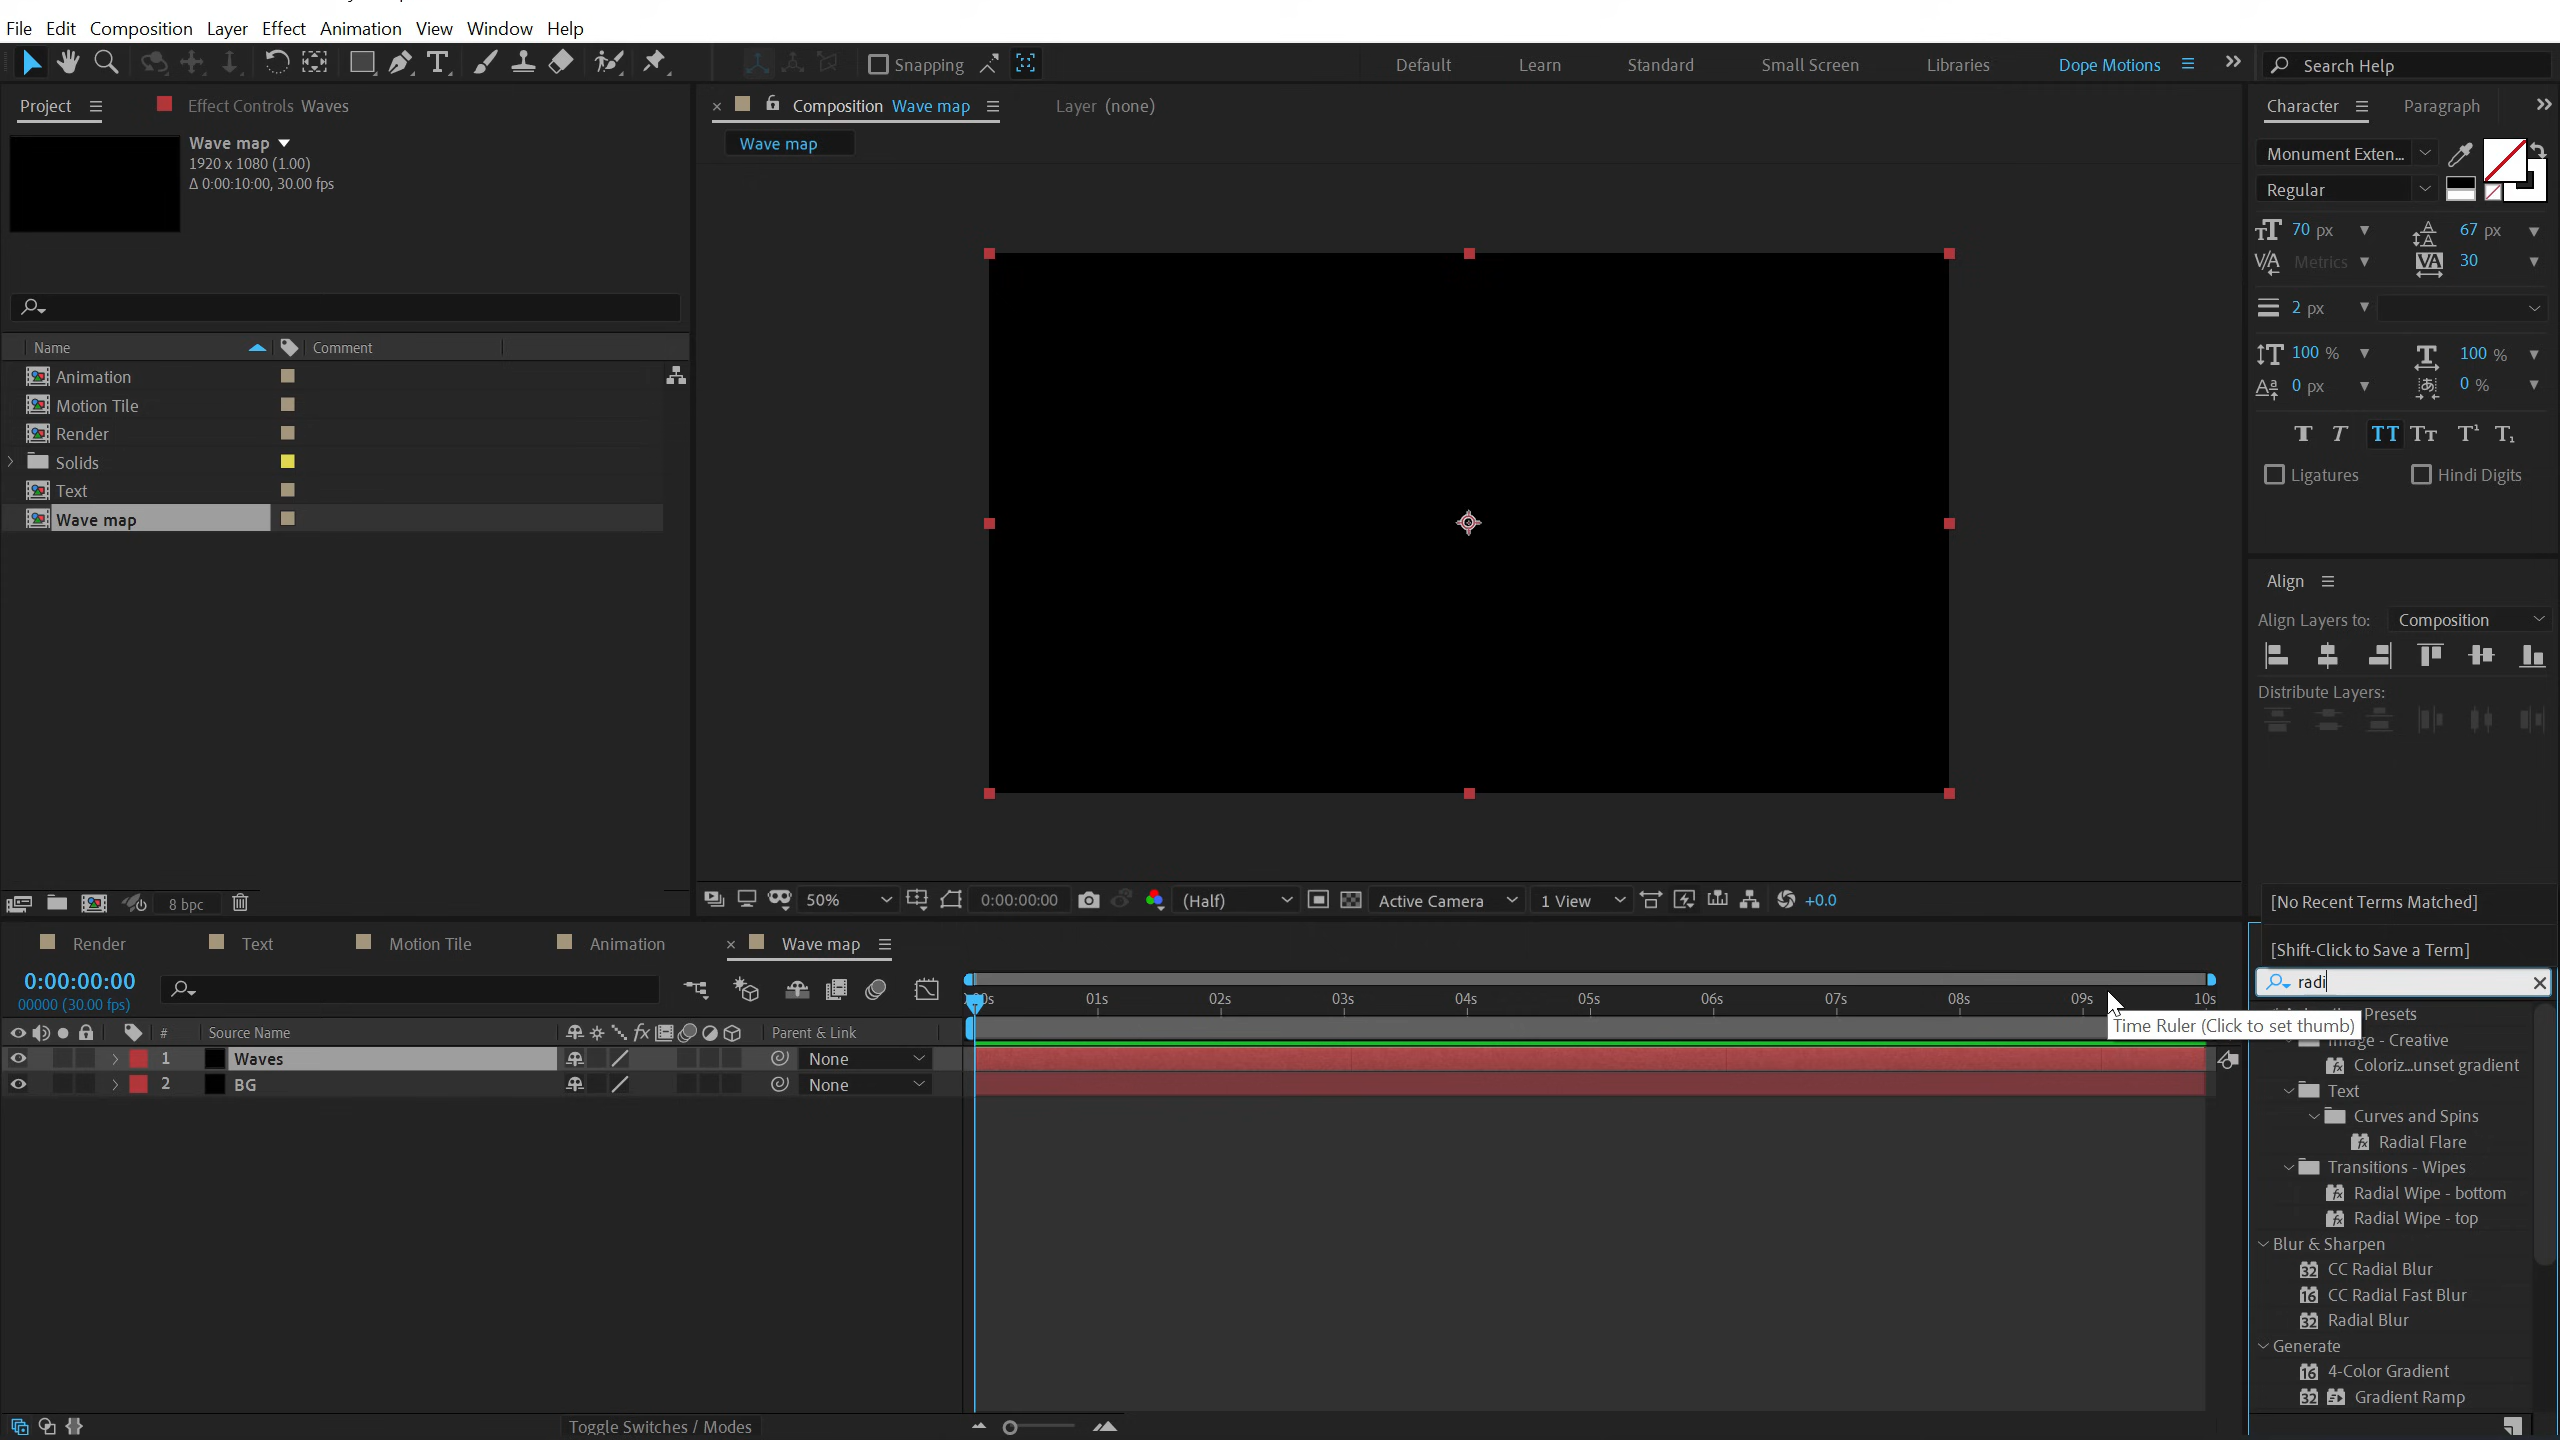 File Edit Composition Layer Effect Animation View Window Help
Snapping Default Learn Standard Small Screen Libraries Dope Motions Search Help
Project Effect Controls Waves Composition Wave map Layer (none) Character Paragraph
Wave map
1920 x 1080 (1.00)
Δ 0:00:10:00, 30.00 fps
Wave map
Monument Exten...
Regular
70 px 67 px
Metrics 30
2 px
100 % 100 %
0 px 0 %
Ligatures Hindi Digits
Name Comment
Animation
Motion Tile
Render
Solids
Text
Wave map
Align
Align Layers to: Composition
Distribute Layers:
8 bpc 50% 0:00:00:00 (Half) Active Camera 1 View +0.0
[No Recent Terms Matched]
[Shift-Click to Save a Term]
radi
Render Text Motion Tile Animation Wave map
0:00:00:00
00000 (30.00 fps)
01s 02s 03s 04s 05s 06s 07s 08s 09s 10s
Time Ruler (Click to set thumb)
# Source Name fx Parent & Link
1 Waves None
2 BG None
Presets
Image - Creative
Coloriz...unset gradient
Text
Curves and Spins
Radial Flare
Transitions - Wipes
Radial Wipe - bottom
Radial Wipe - top
Blur & Sharpen
32 CC Radial Blur
16 CC Radial Fast Blur
32 Radial Blur
Generate
16 4-Color Gradient
32 Gradient Ramp
Toggle Switches / Modes